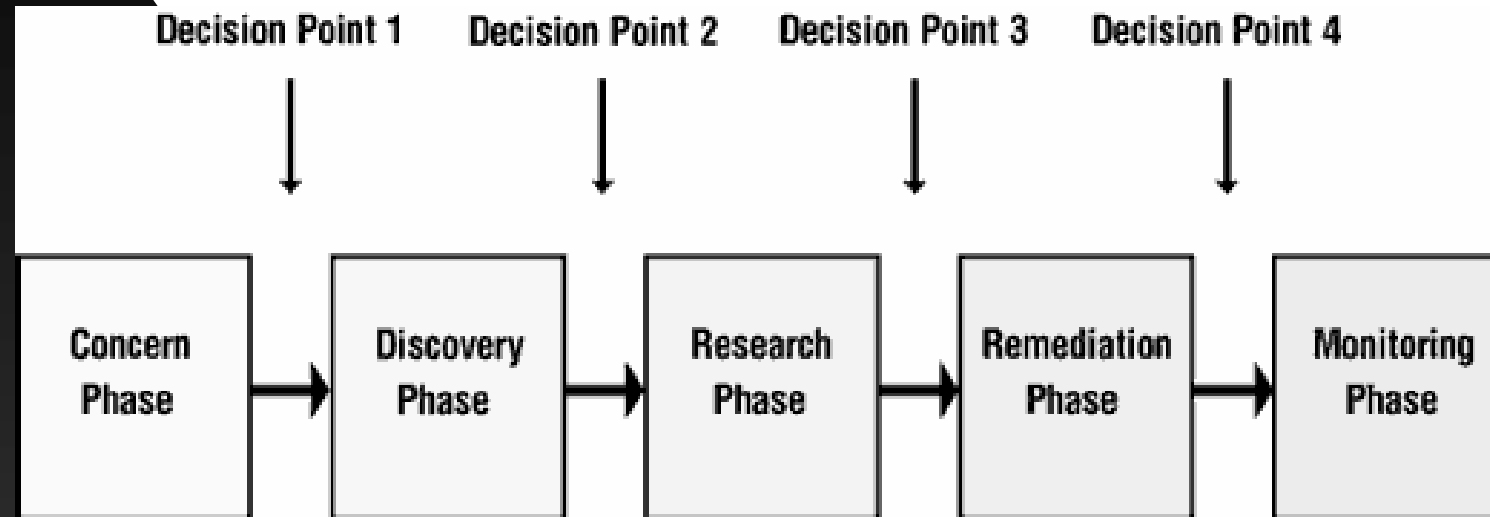 Decision Point 1
Decision Point 2
Decision Point 3
Decision Point 4
Concern
Phase
Discovery
Phase
Research
Phase
Remediation
Phase
Monitoring
Phase